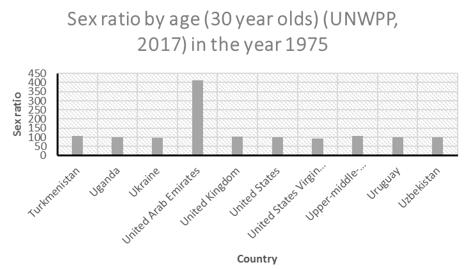 Sex ratio by age (30 year olds) (UNWPP,
2017) in the year 1975
Sex ratio
450
400
350
300
250
200
150
100
50
0
Turkmenistan
Uganda
Ukraine
United Arab Emirates
United Kingdom
United States
United States Virgin...
Upper-middle-...
Uruguay
Uzbekistan
Country